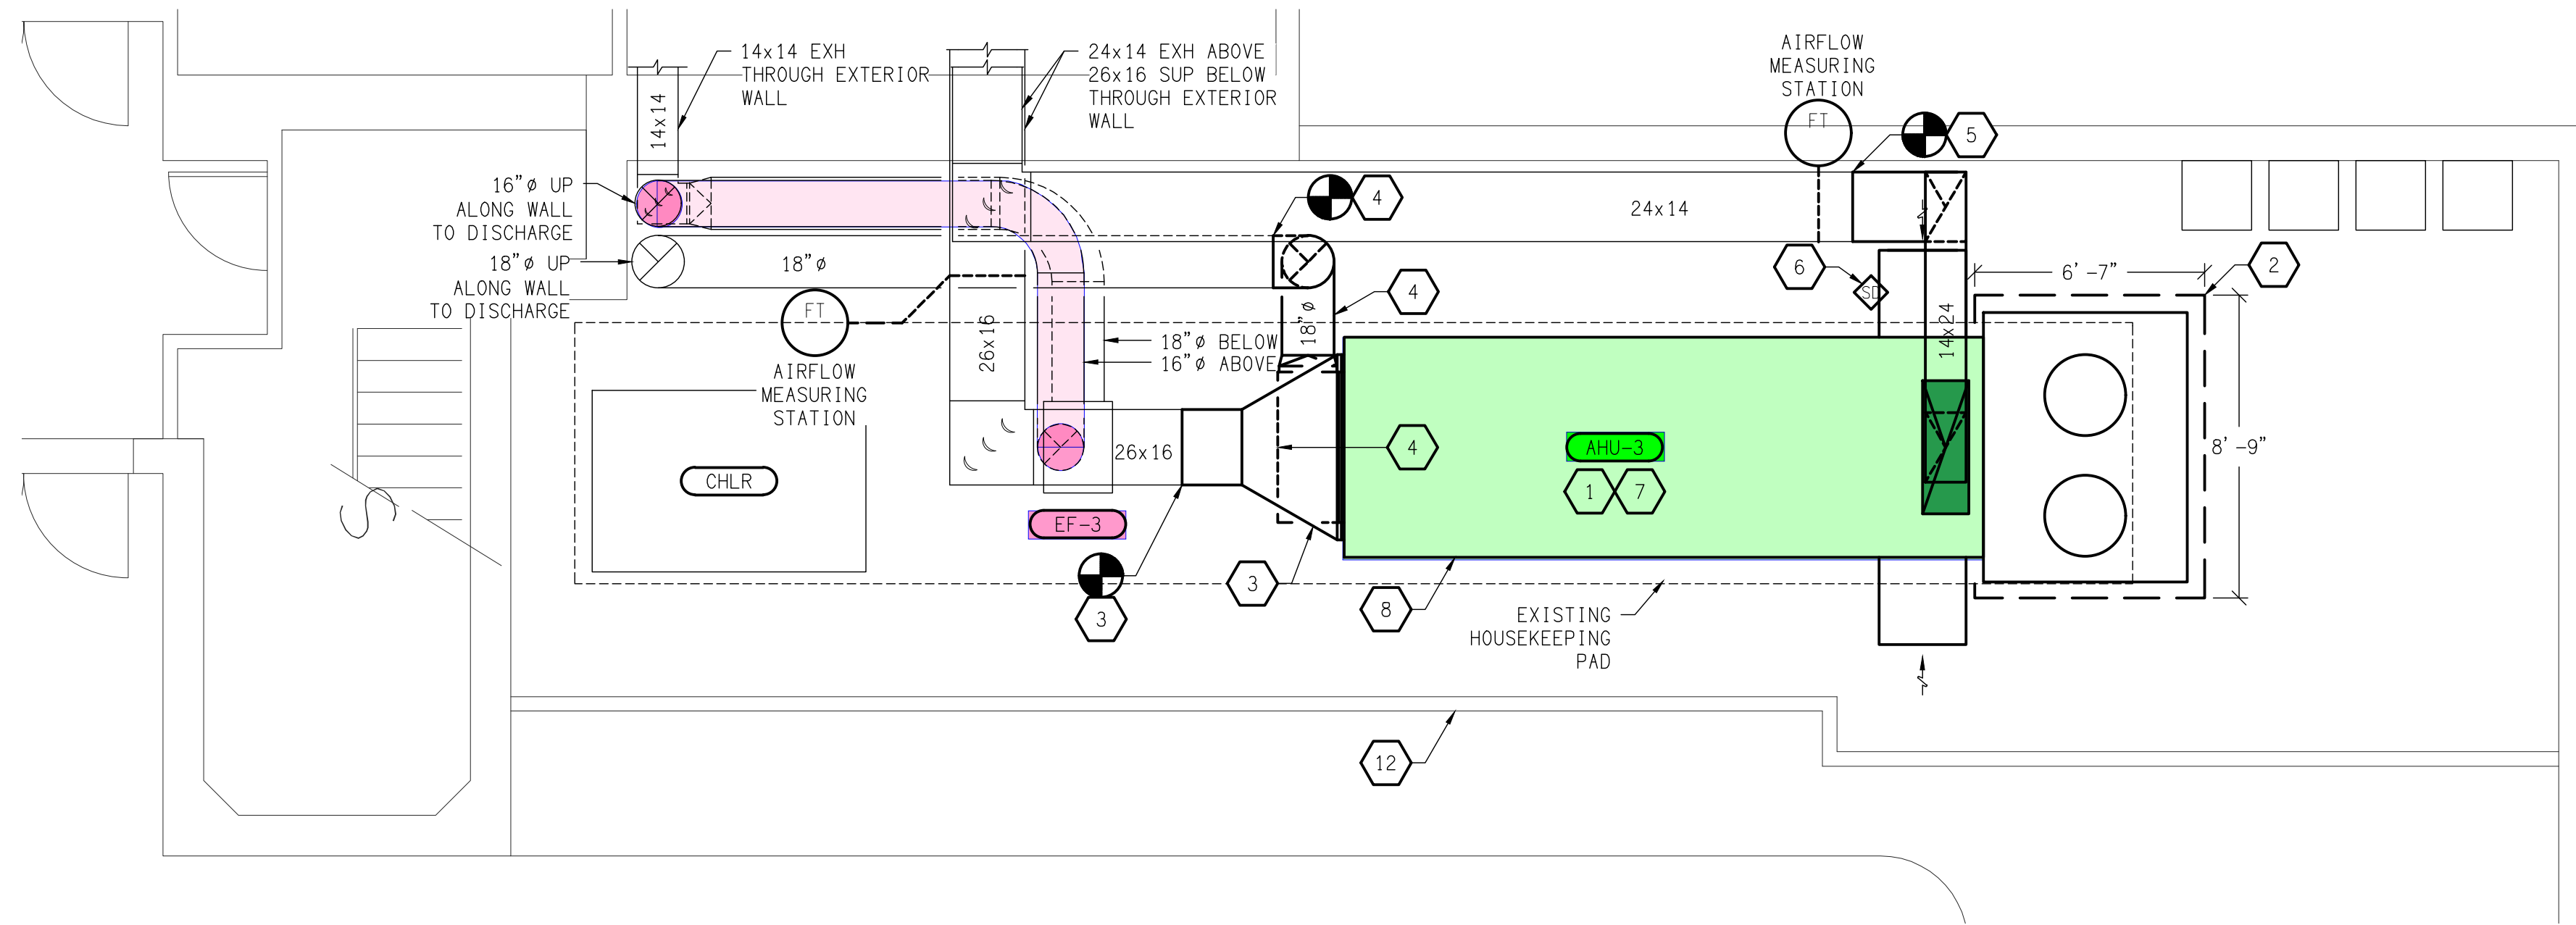 14x14 EXH
THROUGH EXTERIOR
WALL
24x14 EXH ABOVE
26x16 SUP BELOW
THROUGH EXTERIOR
WALL
AIRFLOW
MEASURING
STATION
FT
5
14x14
16"ø UP
ALONG WALL
TO DISCHARGE
18"ø UP
ALONG WALL
TO DISCHARGE
18"ø
4
24x14
6
SD
6'-7"
2
FT
AIRFLOW
MEASURING
STATION
26x16
18"ø BELOW
16"ø ABOVE
18"ø
4
14x24
8'-9"
CHLR
26x16
4
AHU-3
1
7
EF-3
3
3
8
EXISTING
HOUSEKEEPING
PAD
12